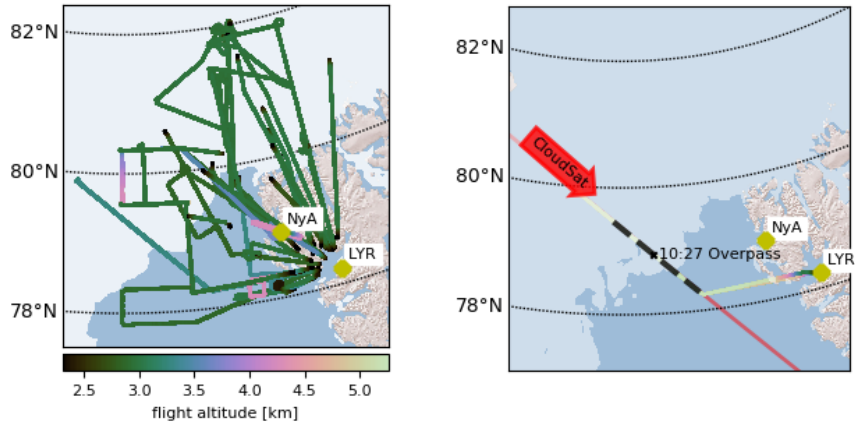 82°N
80°N
78°N
NyA
LYR
2.5 3.0 3.5 4.0 4.5 5.0
flight altitude [km]
82°N
80°N
78°N
CloudSat
NyA
10:27 Overpass
LYR